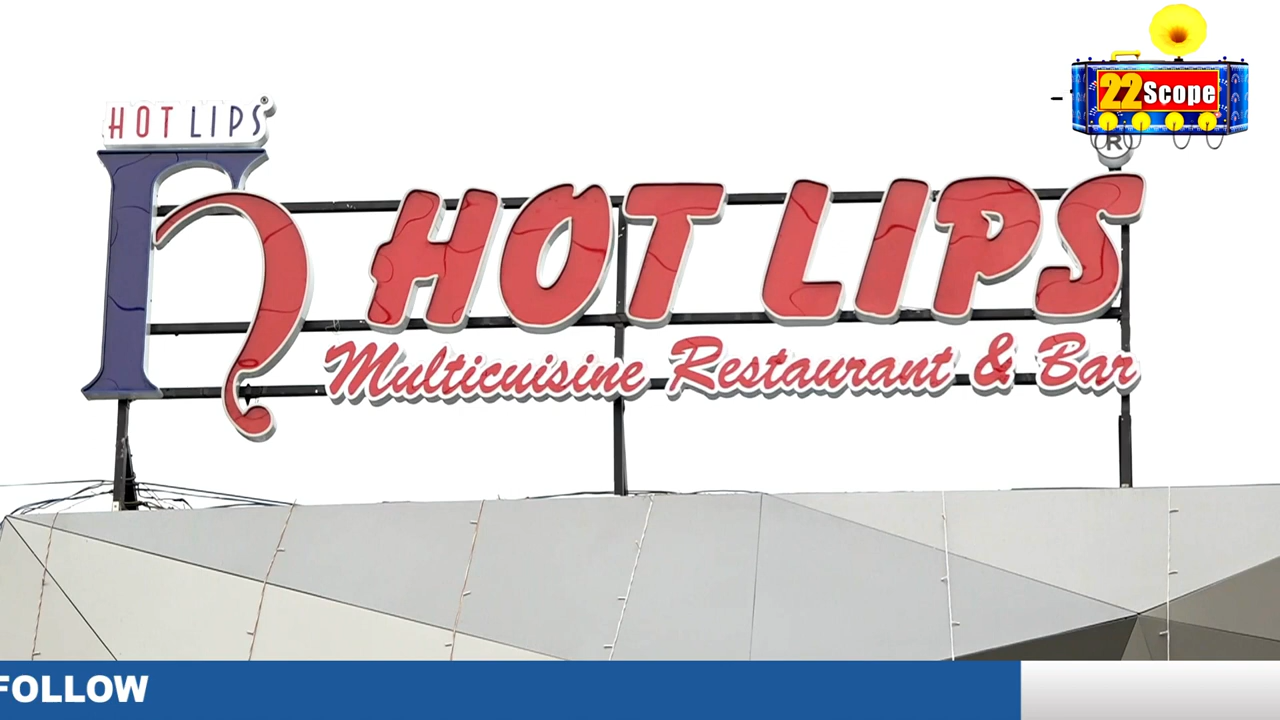 22Scope
HOT LIPS®
HOT LIPS ®
Multicuisine Restaurant & Bar
FOLLOW